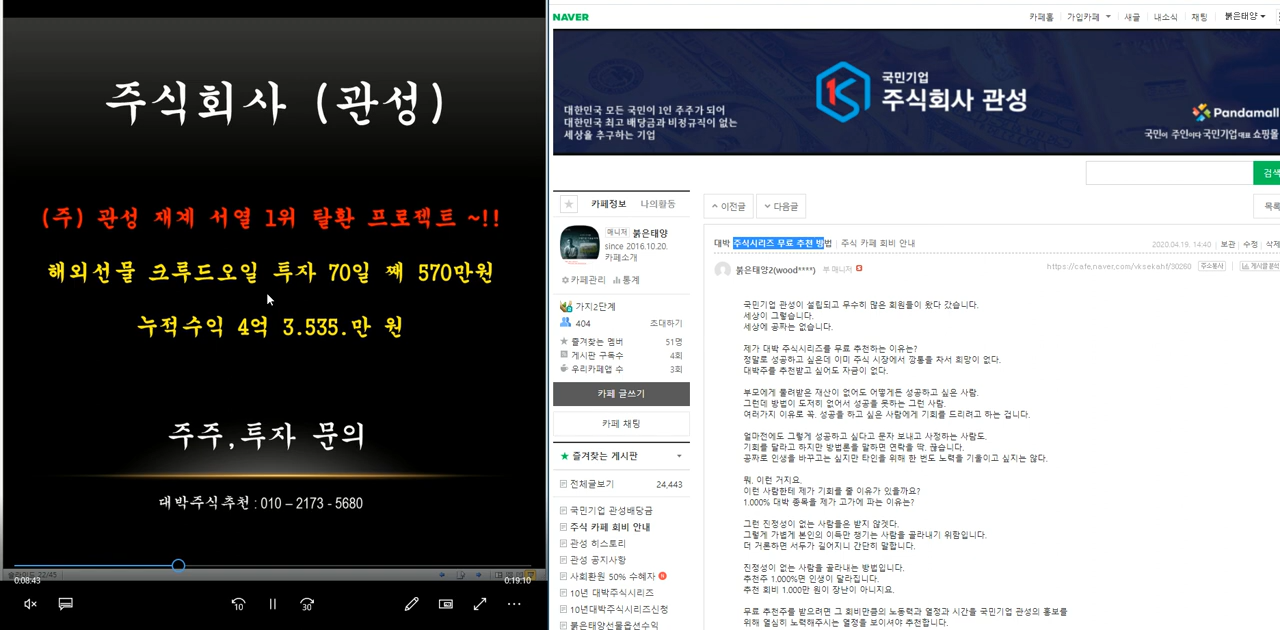 주식회사 (관성)
(주) 관성 재계 서열 1위 탈환 프로젝트 ~!!
해외선물 크루드오일 투자 70일 째 570만원
누적수익 4억 3.535.만 원
주주,투자 문의
대박주식추천 : 010 – 2173 - 5680
0:08:43
0:19:10
10
30
NAVER
카페홈 가입카페 새글 내소식 채팅 붉은태양
대한민국 모든 국민이 1인 주주가 되어
대한민국 최고 배당금과 비정규직이 없는
세상을 추구하는 기업
국민기업
주식회사 관성
Pandamall
국민이 주인이다 국민기업 대표 쇼핑몰
검색
카페정보 나의활동
매니저 붉은태양
since 2016.10.20.
카페소개
카페관리 통계
가지2단계
404 초대하기
즐겨찾는 멤버 51명
게시판 구독수 4회
우리카페앱 수 3회
카페 글쓰기
카페 채팅
즐겨찾는 게시판
전체글보기 24,443
국민기업 관성배당금
주식 카페 회비 안내
관성 히스토리
관성 공지사항
사회환원 50% 수혜자
10년 대박주식시리즈
10년대박주식시리즈신청
붉은태양선물옵션수익
이전글 다음글 목록
대박 주식시리즈 무료 추천 방법 | 주식 카페 회비 안내
2020.04.19. 14:40 보관 수정 삭제
붉은태양2(wood****) 부 매니저
https://cafe.naver.com/vksekahf/30260 주소복사
국민기업 관성이 설립되고 무수히 많은 회원들이 왔다 갔습니다.
세상이 그렇습니다.
세상에 공짜는 없습니다.
제가 대박 주식시리즈를 무료 추천하는 이유는?
정말로 성공하고 싶은데 이미 주식 시장에서 깡통을 차서 희망이 없다.
대박주를 추천받고 싶어도 자금이 없다.
부모에게 물려받은 재산이 없어도 어떻게든 성공하고 싶은 사람.
그런데 방법이 도저히 없어서 성공을 못하는 그런 사람.
여러가지 이유로 꼭, 성공을 하고 싶은 사람에게 기회를 드리려고 하는 겁니다.
얼마전에도 그렇게 성공하고 싶다고 문자 보내고 사정하는 사람도.
기회를 달라고 하지만 방법론을 말하면 연락을 딱, 끊습니다.
공짜로 인생을 바꾸고는 싶지만 타인을 위해 한 번도 노력을 기울이고 싶지는 않다.
뭐, 이런 거지요.
이런 사람한테 제가 기회를 줄 이유가 있을까요?
1.000% 대박 종목을 제가 고가에 파는 이유는?
그런 진정성이 없는 사람들은 받지 않겟다.
그렇게 가볍게 본인의 이득만 챙기는 사람을 골라내기 위함입니다.
더 거론하면 서두가 길어지니 간단히 말합니다.
진정성이 없는 사람을 골라내는 방법입니다.
추천주 1.000%면 인생이 달라집니다.
추천 회비 1.000만 원이 장난이 아니지요.
무료 추천주를 받으려면 그 회비만큼의 노동력과 열정과 시간을 국민기업 관성의 홍보를
위해 열심히 노력해주시는 열정을 보이셔야 추천합니다.